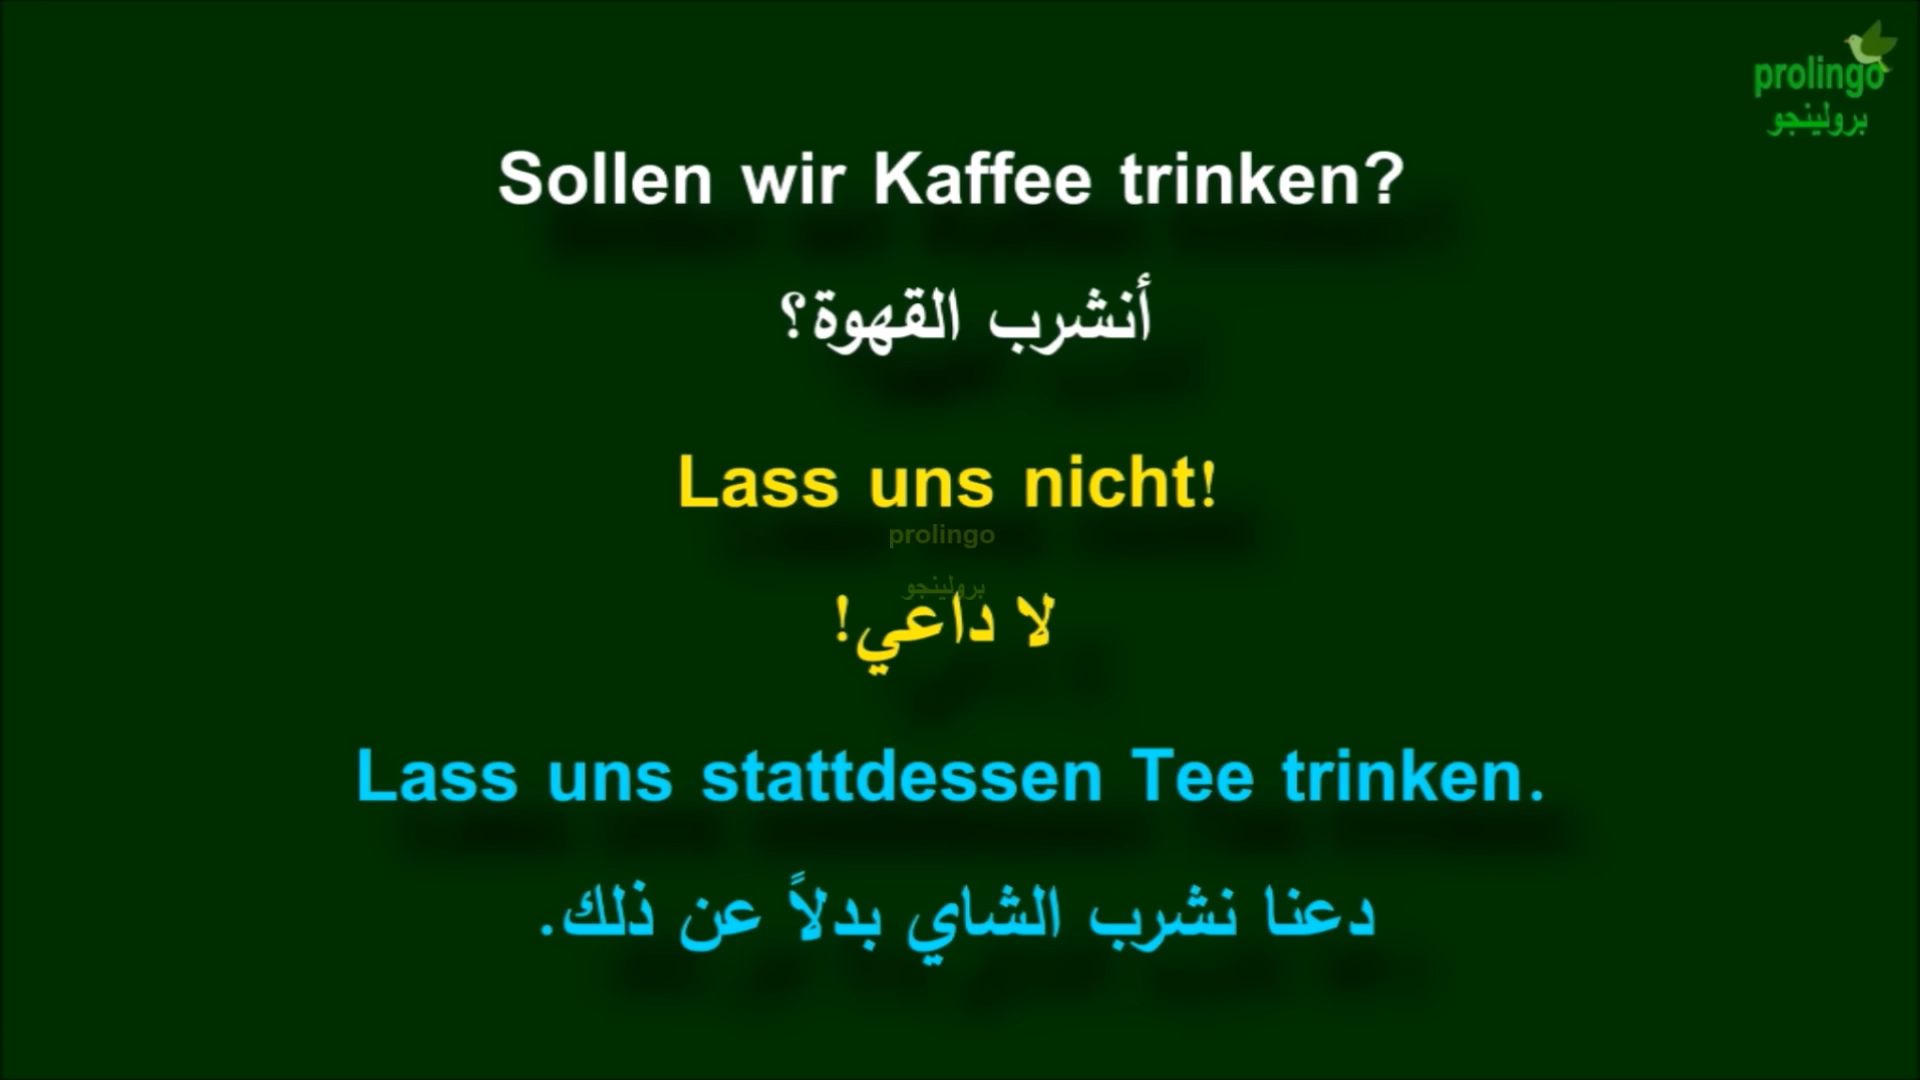 prolingo
برولينجو
Sollen wir Kaffee trinken?
أنشرب القهوة؟
Lass uns nicht!
prolingo
برولينجو
لا داعي!
Lass uns stattdessen Tee trinken.
دعنا نشرب الشاي بدلاً عن ذلك.